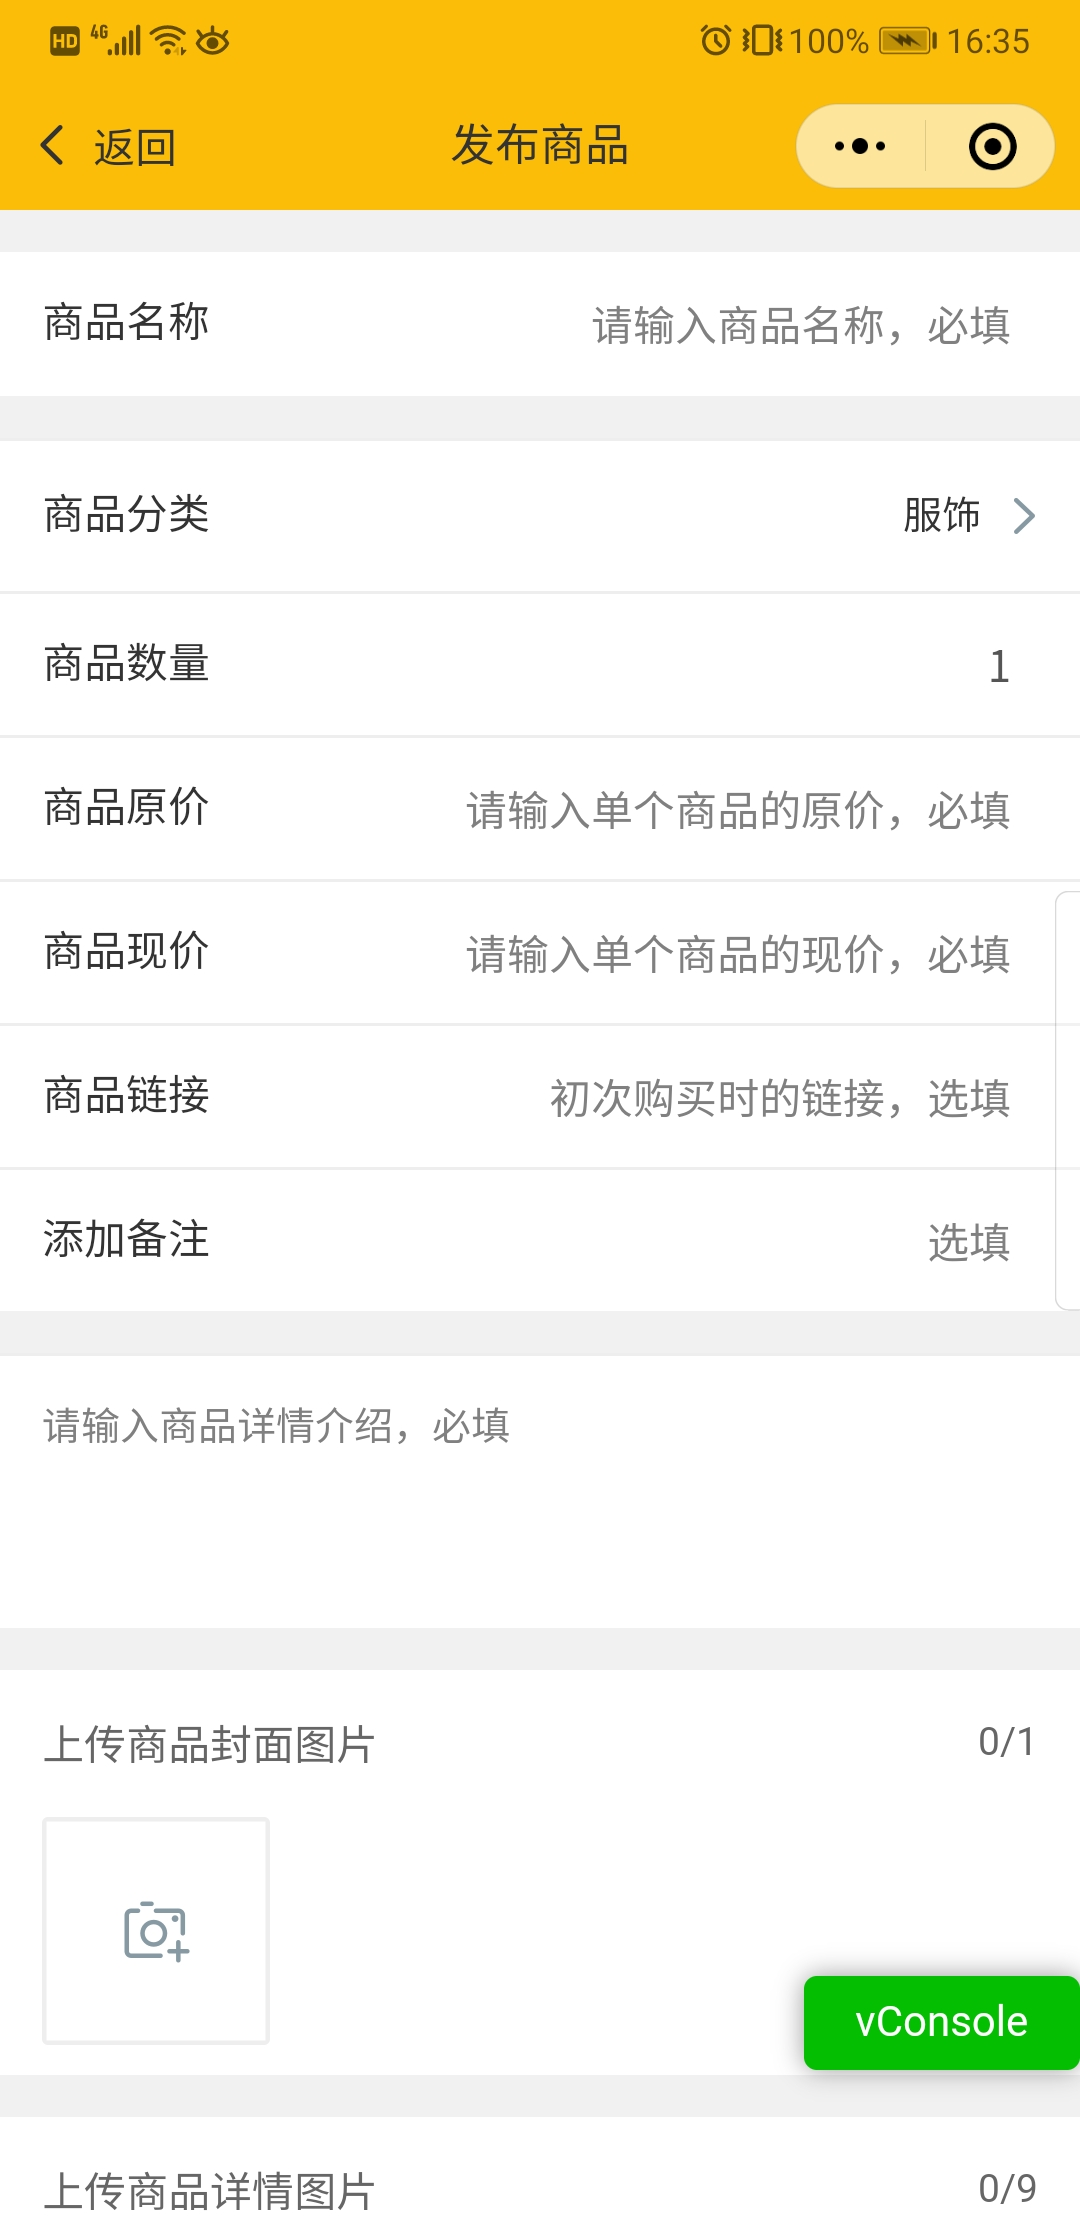 HD 4G 100% 16:35
返回 发布商品
商品名称 请输入商品名称，必填
商品分类 服饰
商品数量 1
商品原价 请输入单个商品的原价，必填
商品现价 请输入单个商品的现价，必填
商品链接 初次购买时的链接，选填
添加备注 选填
请输入商品详情介绍，必填
上传商品封面图片 0/1
vConsole
上传商品详情图片 0/9